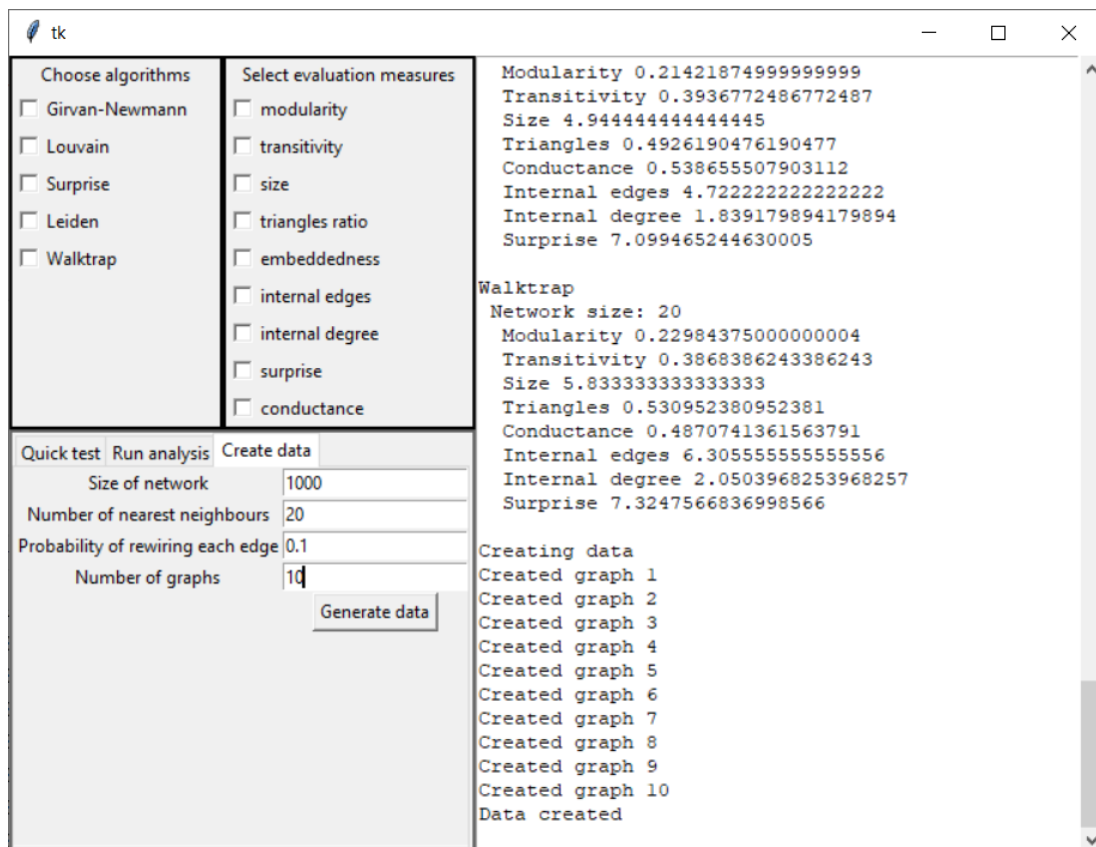 tk
Choose algorithms
Girvan-Newmann
Louvain
Surprise
Leiden
Walktrap
Select evaluation measures
modularity
transitivity
size
triangles ratio
embeddedness
internal edges
internal degree
surprise
conductance
Quick test Run analysis Create data
Size of network 1000
Number of nearest neighbours 20
Probability of rewiring each edge 0.1
Number of graphs 10
Generate data
Modularity 0.21421874999999999
Transitivity 0.3936772486772487
Size 4.944444444444445
Triangles 0.4926190476190477
Conductance 0.538655507903112
Internal edges 4.722222222222222
Internal degree 1.839179894179894
Surprise 7.099465244630005
Walktrap
Network size: 20
Modularity 0.22984375000000004
Transitivity 0.3868386243386243
Size 5.833333333333333
Triangles 0.530952380952381
Conductance 0.4870741361563791
Internal edges 6.305555555555556
Internal degree 2.0503968253968257
Surprise 7.3247566836998566
Creating data
Created graph 1
Created graph 2
Created graph 3
Created graph 4
Created graph 5
Created graph 6
Created graph 7
Created graph 8
Created graph 9
Created graph 10
Data created